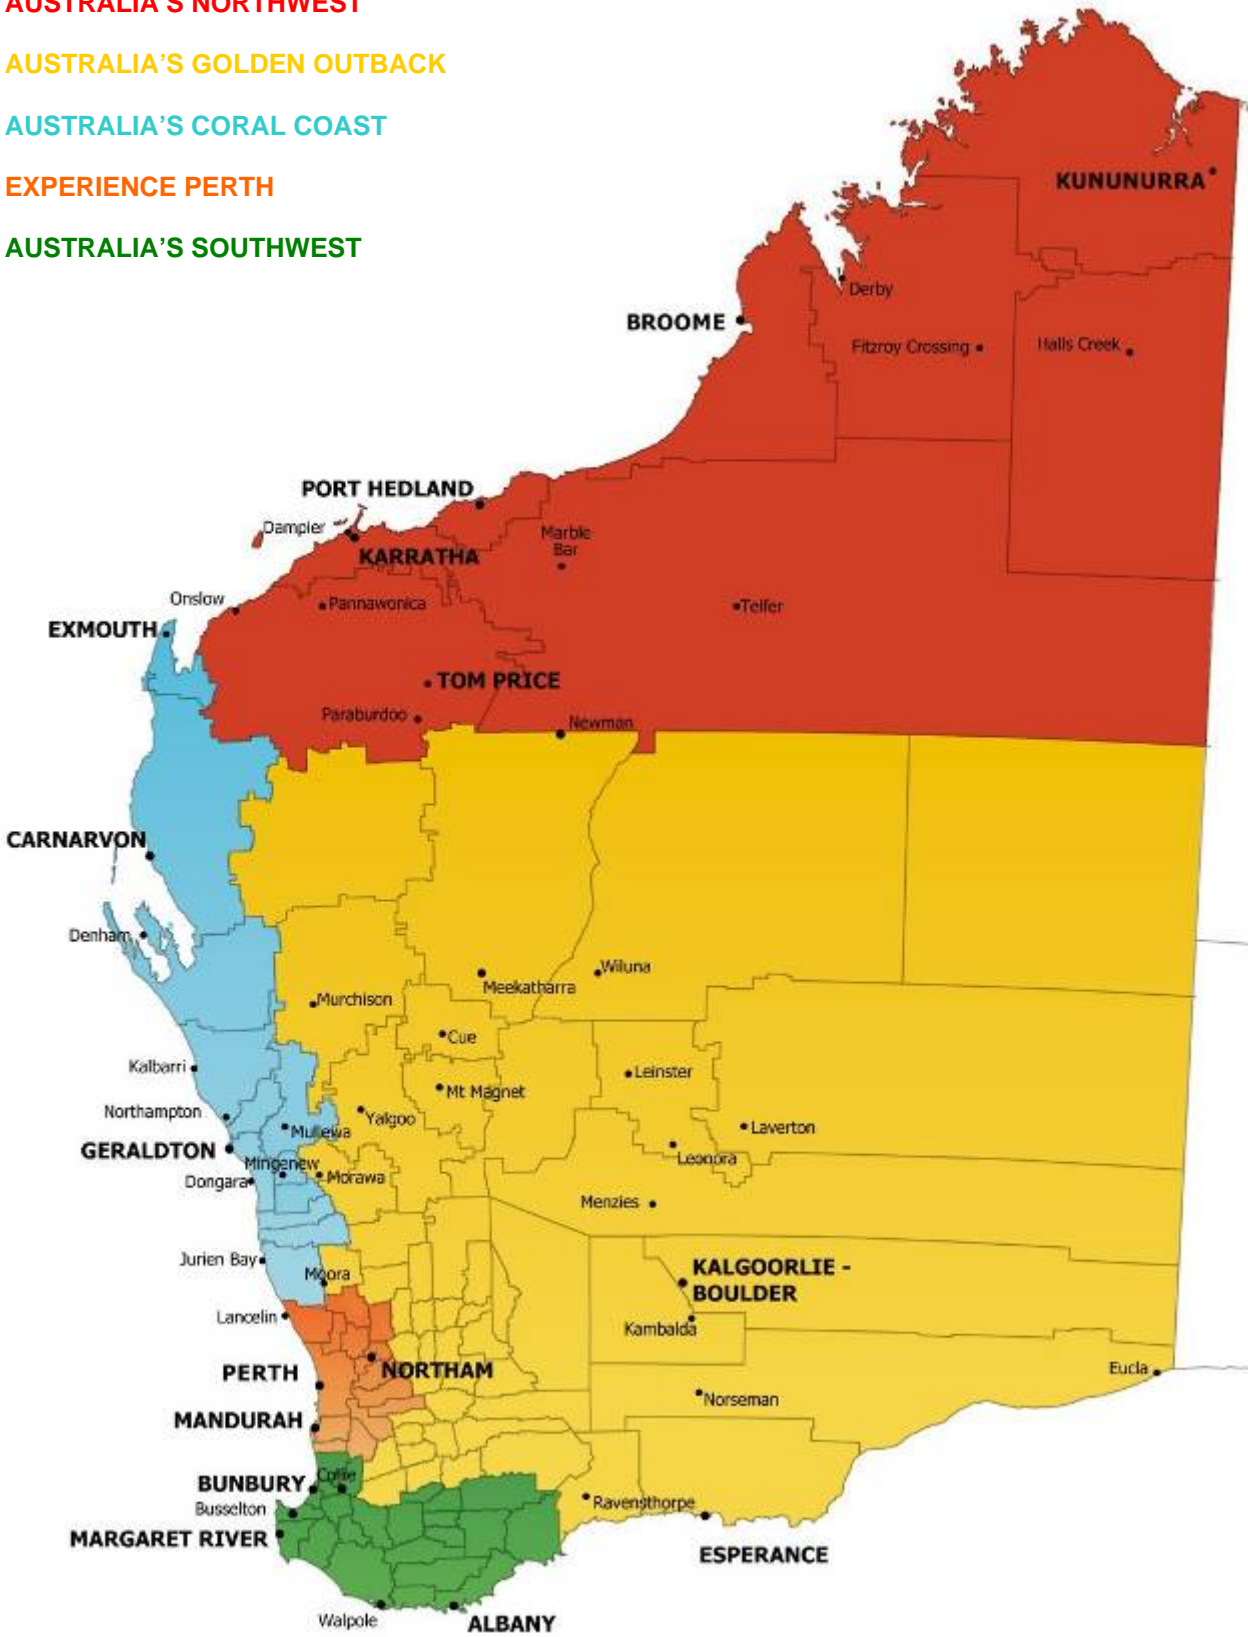 AUSTRALIA'S NORTHWEST
AUSTRALIA'S GOLDEN OUTBACK
AUSTRALIA'S CORAL COAST
EXPERIENCE PERTH
AUSTRALIA'S SOUTHWEST
KUNUNURRA
Derby
BROOME
Fitzroy Crossing
Halls Creek
PORT HEDLAND
Dampier
Marble
Bar
KARRATHA
Onslow
Pannawonica
Telfer
EXMOUTH
TOM PRICE
Paraburdoo
Newman
CARNARVON
Denham
Wiluna
Meekatharra
Murchison
Cue
Kalbarri
Leinster
Mt Magnet
Northampton
Yalgoo
Mullewa
Laverton
GERALDTON
Leonora
Mingenew
Morawa
Dongara
Menzies
Jurien Bay
Moora
KALGOORLIE -
BOULDER
Lancelin
Kambalda
PERTH
NORTHAM
Eucla
Norseman
MANDURAH
BUNBURY
Collie
Busselton
Ravensthorpe
MARGARET RIVER
ESPERANCE
Walpole
ALBANY